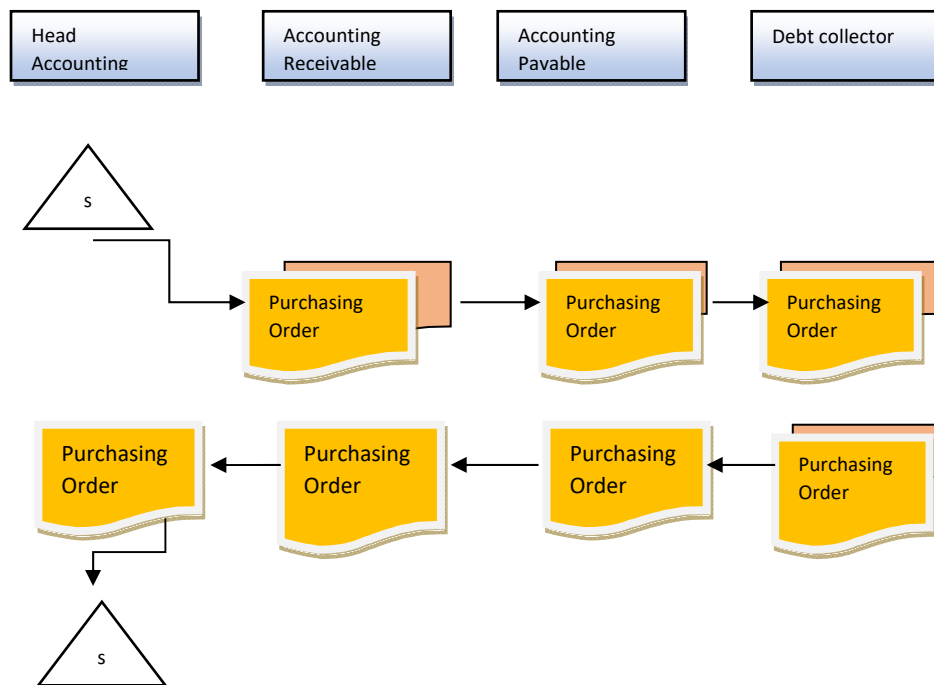 Head
Accounting
Accounting
Receivable
Accounting
Payable
Debt collector
s
Purchasing
Order
Purchasing
Order
Purchasing
Order
Purchasing
Order
Purchasing
Order
Purchasing
Order
Purchasing
Order
s